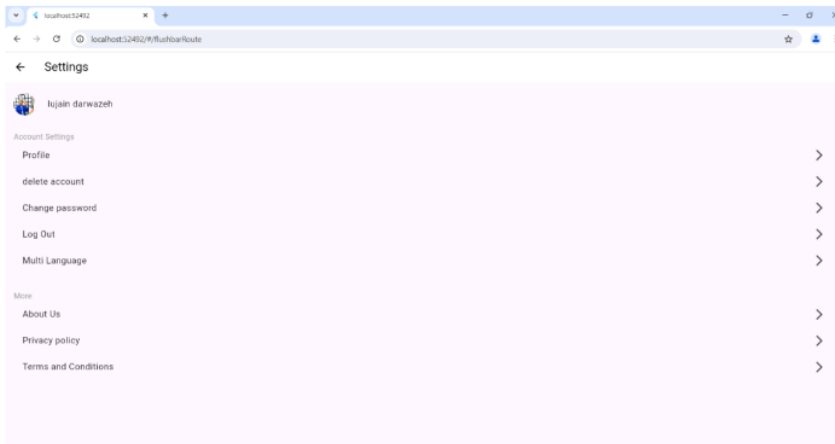 localhost:52492
localhost:52492/#/flushbarRoute
Settings
lujain darwazeh
Account Settings
Profile
delete account
Change password
Log Out
Multi Language
More
About Us
Privacy policy
Terms and Conditions